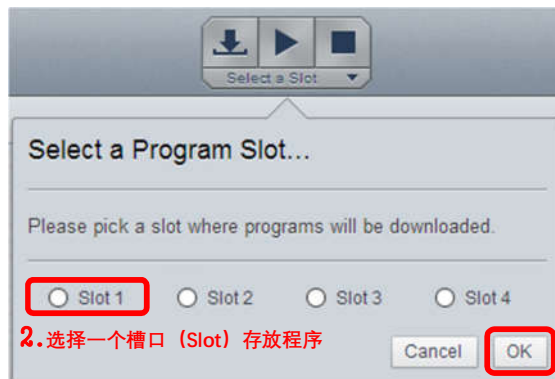 Select a Slot
Select a Program Slot...
Please pick a slot where programs will be downloaded.
Slot 1 Slot 2 Slot 3 Slot 4
2.选择一个槽口（Slot）存放程序
Cancel OK